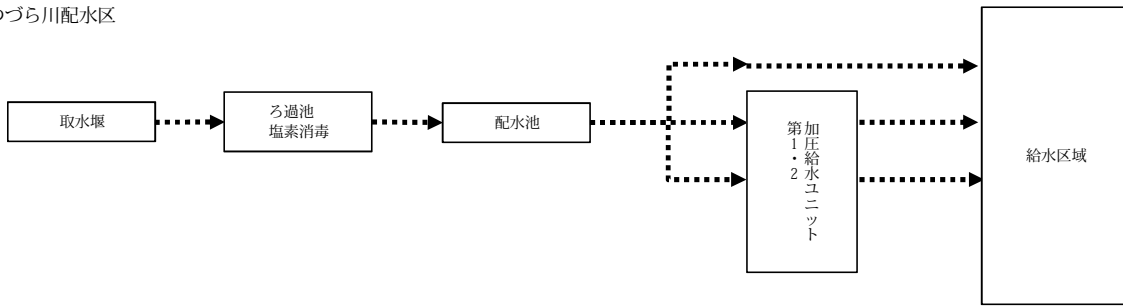 づら川配水区
取水堰
ろ過池
塩素消毒
配水池
加圧給水ユニット
第1・2
給水区域